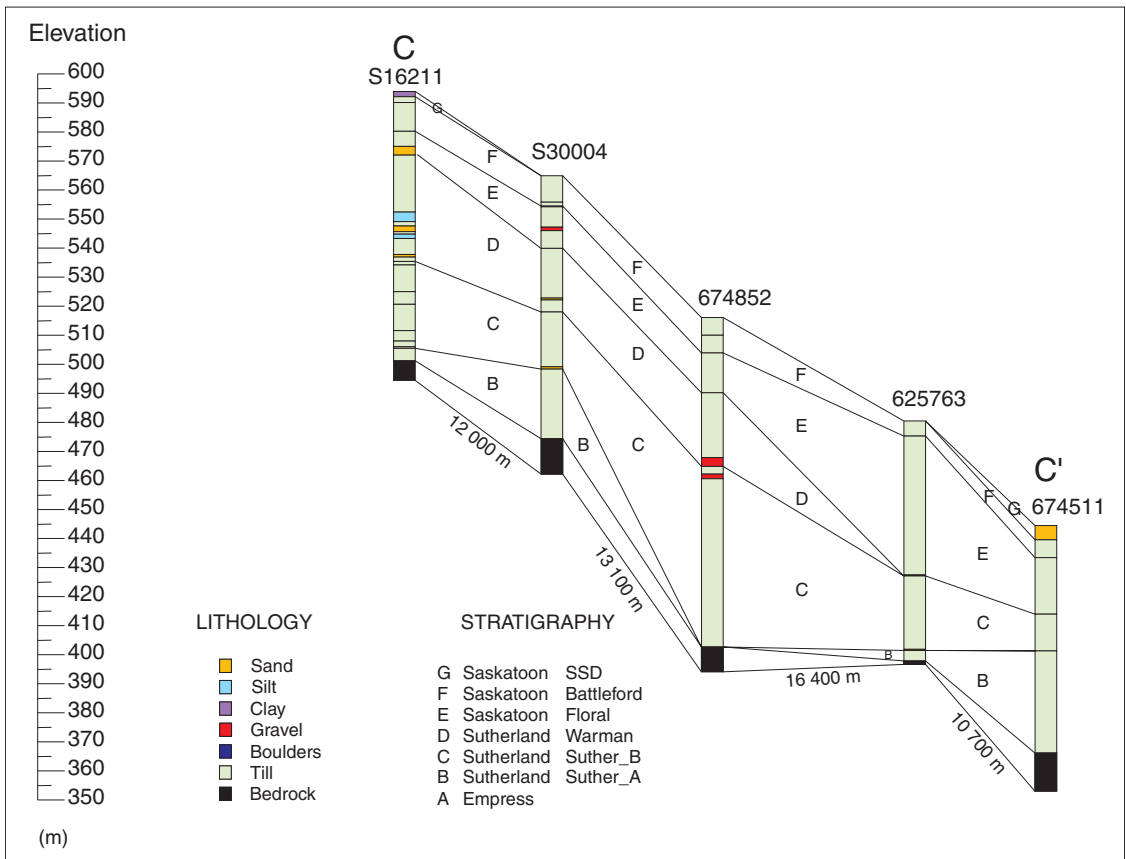 Elevation
(m)
600
590
580
570
560
550
540
530
520
510
500
490
480
470
460
450
440
430
420
410
400
390
380
370
360
350
C
S16211
S30004
674852
625763
C'
674511
G
F
E
D
C
B
12 000 m
F
E
D
C
B
13 100 m
F
E
D
C
B
16 400 m
G
F
E
C
B
10 700 m
LITHOLOGY
Sand
Silt
Clay
Gravel
Boulders
Till
Bedrock
STRATIGRAPHY
G Saskatoon SSD
F Saskatoon Battleford
E Saskatoon Floral
D Sutherland Warman
C Sutherland Suther_B
B Sutherland Suther_A
A Empress